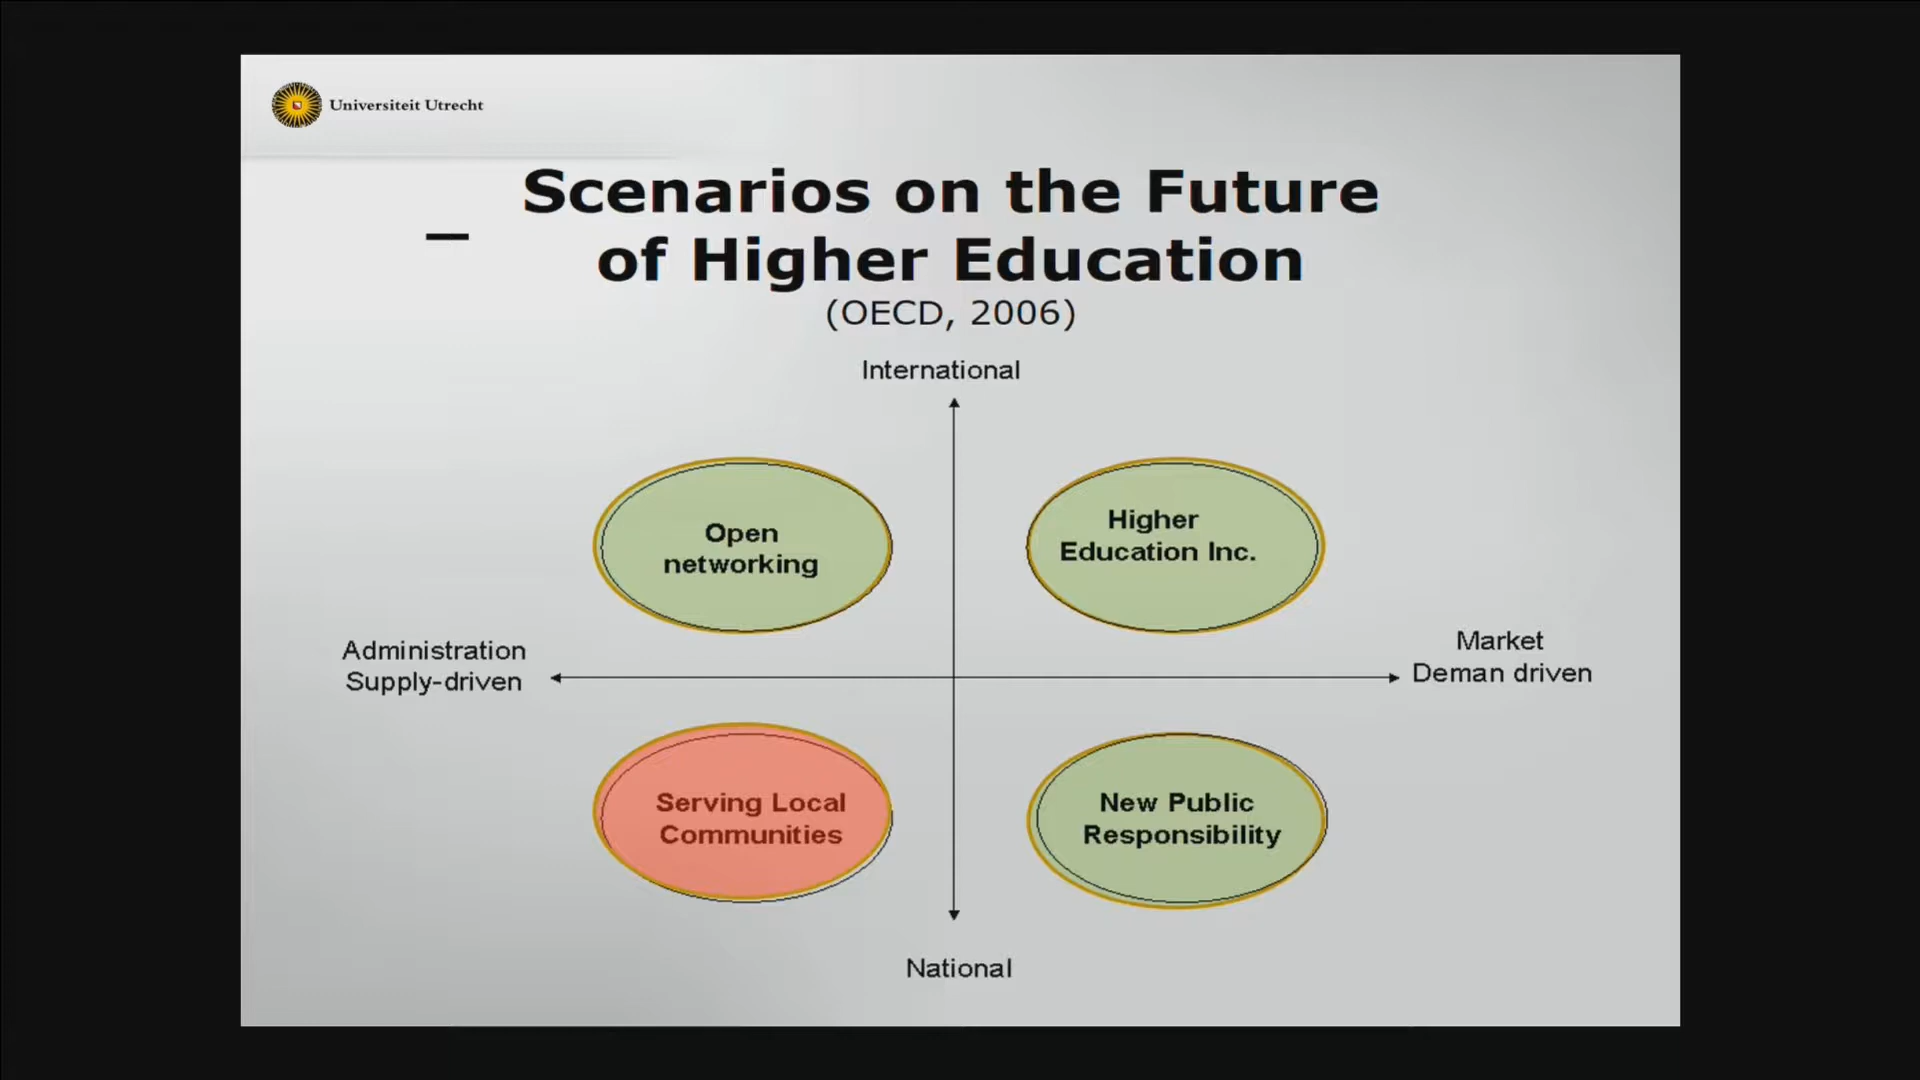 Universiteit Utrecht
Scenarios on the Future
of Higher Education
(OECD, 2006)
International
Open
networking
Higher
Education Inc.
Administration
Supply-driven
Market
Deman driven
Serving Local
Communities
New Public
Responsibility
National